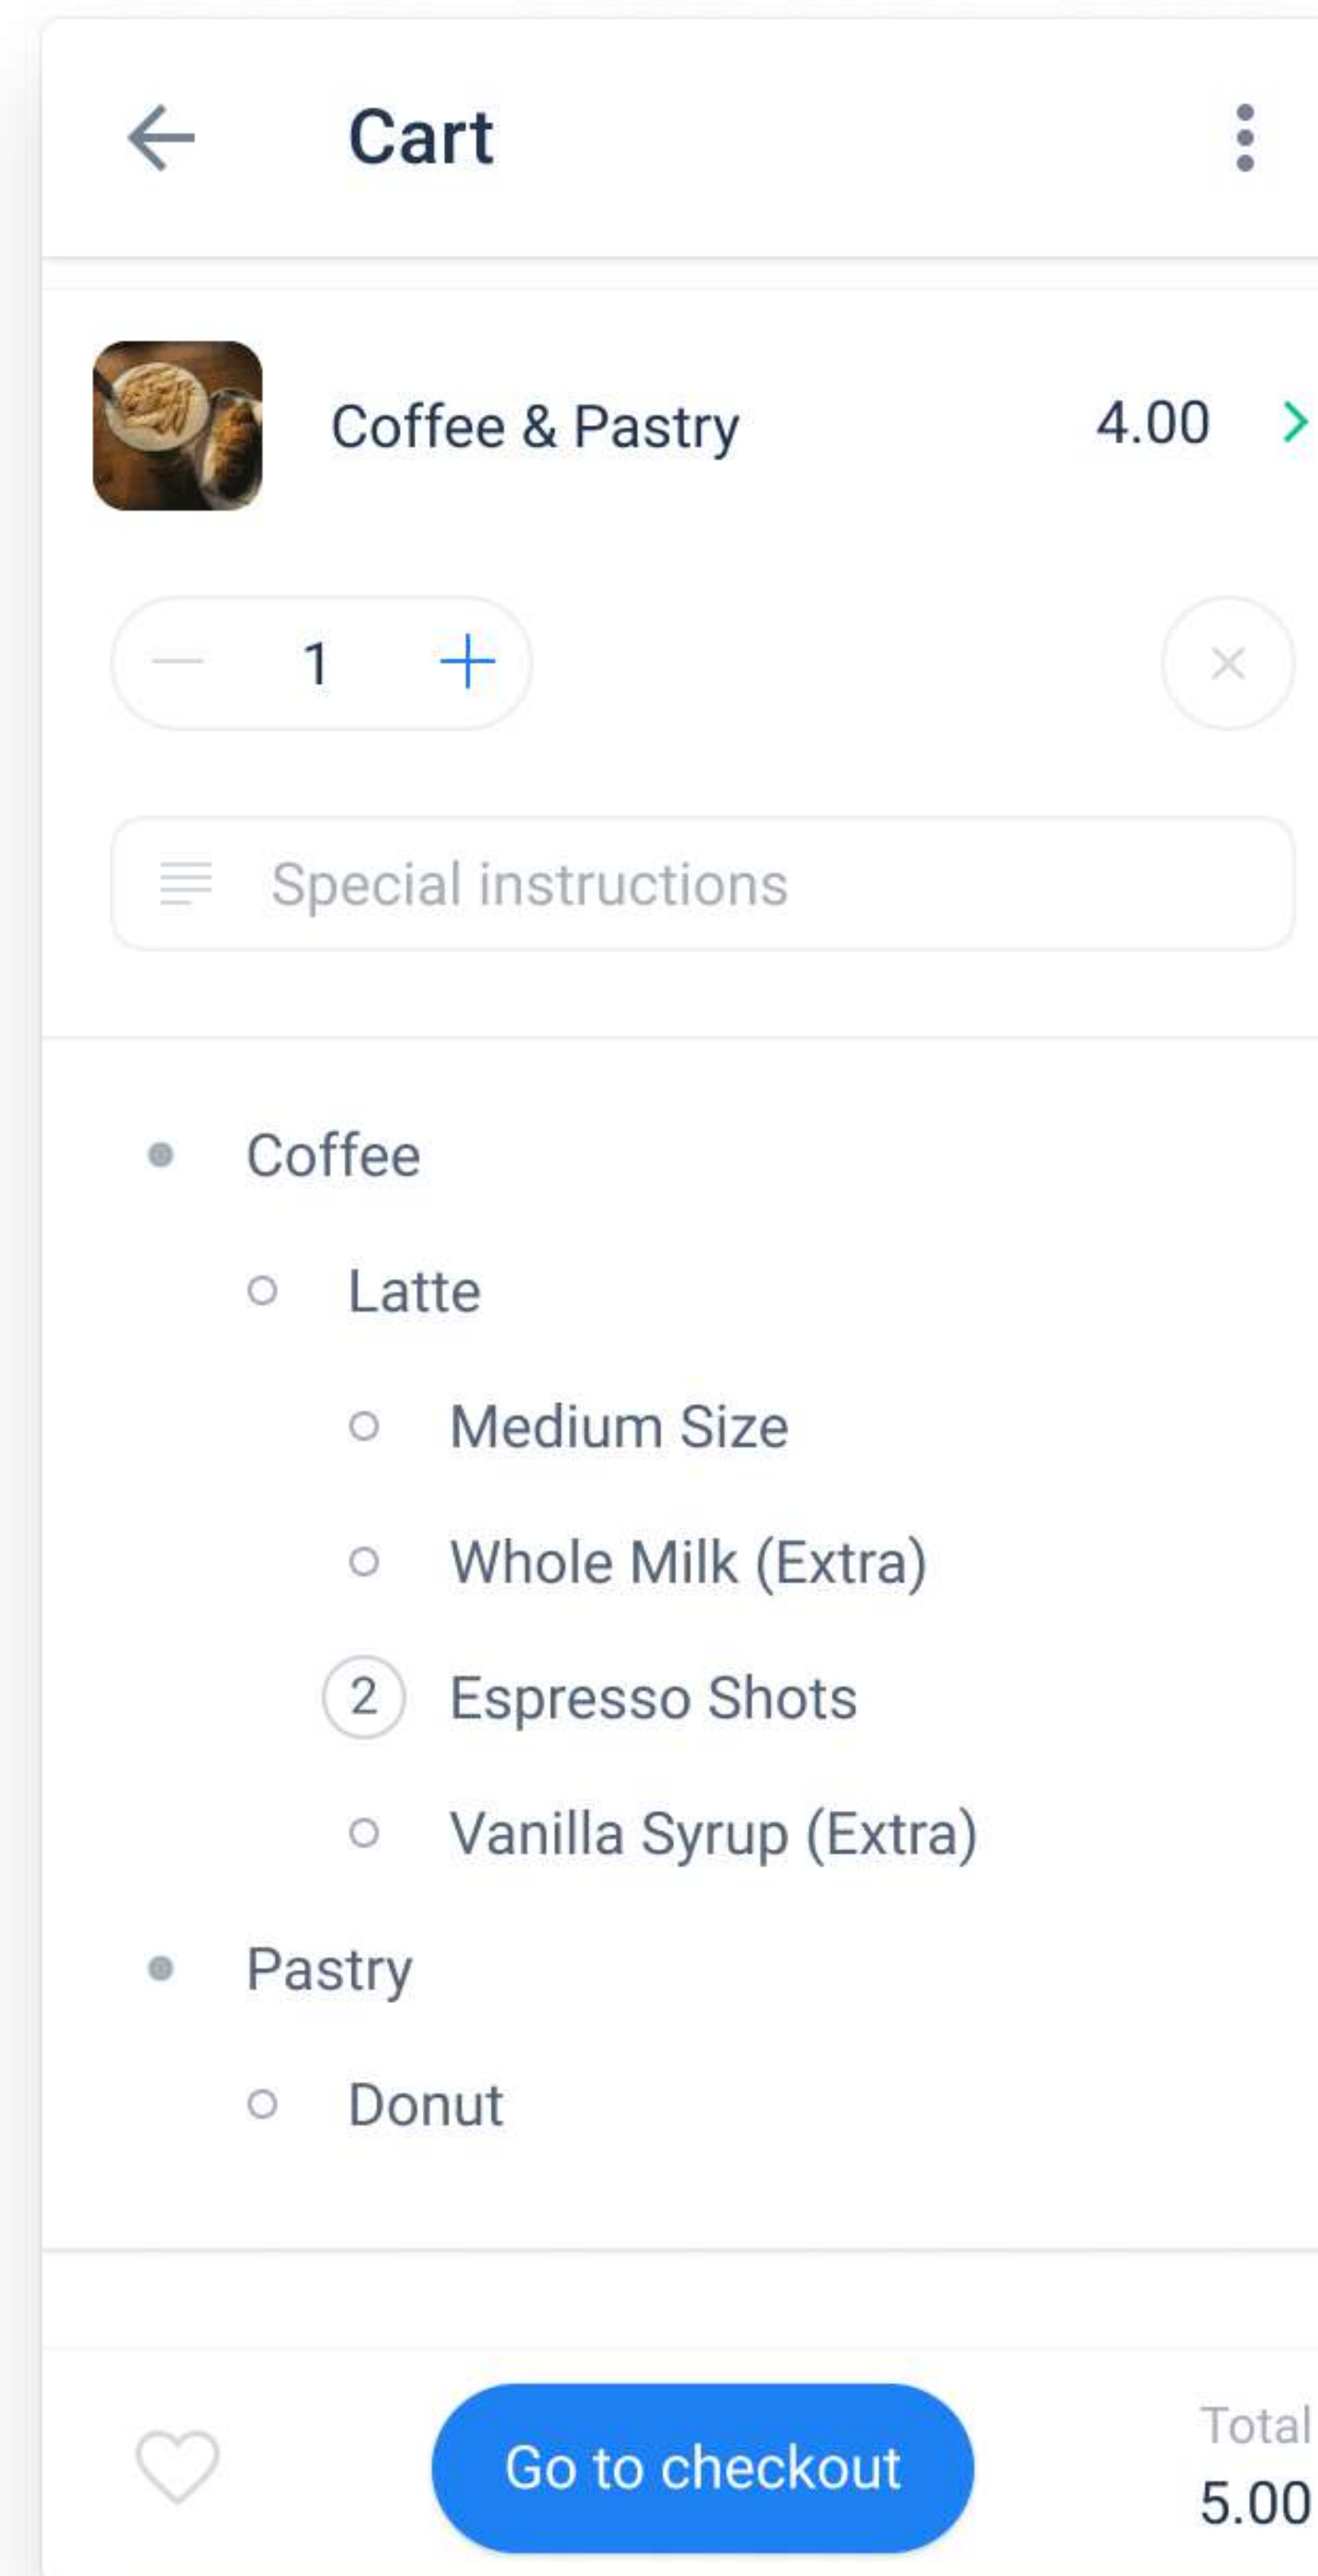 Cart
Coffee & Pastry 4.00
1
Special instructions
Coffee
Latte
Medium Size
Whole Milk (Extra)
2 Espresso Shots
Vanilla Syrup (Extra)
Pastry
Donut
Go to checkout
Total
5.00